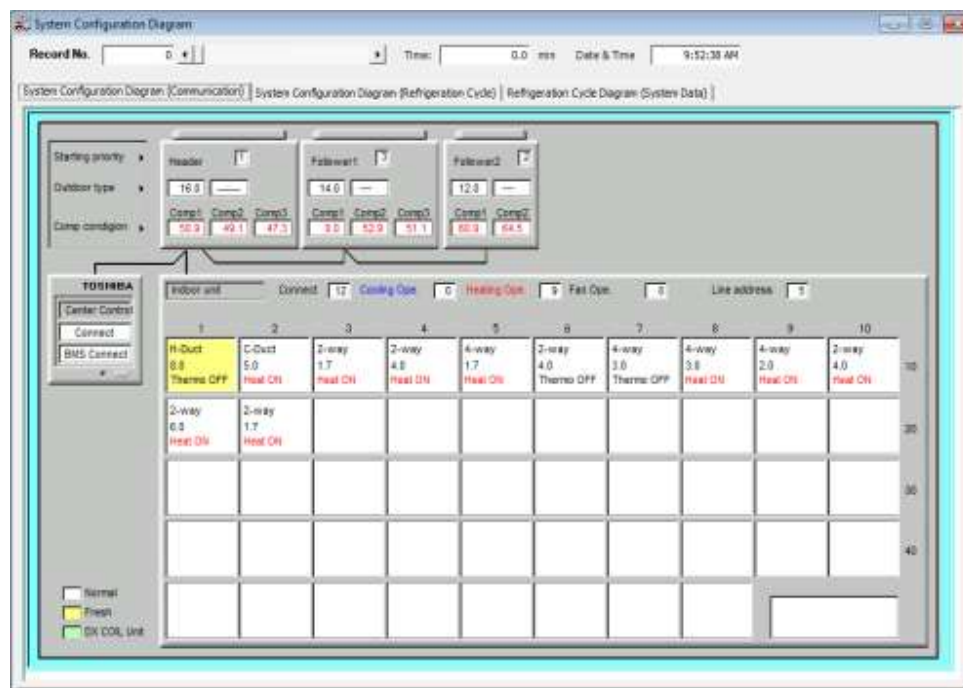 System Configuration Diagram
Record No. 0 Time: 0.0 min Date & Time 9:52:38 AM
System Configuration Diagram (Communication) System Configuration Diagram (Refrigeration Cycle) Refrigeration Cycle Diagram (System Data)
Starting priority Header 1 Follower1 Follower2
Outdoor type 16.0 14.0 12.0
Comp condigion Comp1 Comp2 Comp3 Comp1 Comp2 Comp3 Comp1 Comp2
50.9 49.1 47.3 0.0 52.9 51.1 60.9 64.5
TOSHIBA
Center Control
Connect
BMS Connect
Indoor unit Connect 12 Cooling Ope. 0 Heating Ope. 9 Fan Ope. Line address 5
1 2 3 4 5 6 7 8 9 10
H-Duct C-Duct 2-way 2-way 4-way 2-way 4-way 4-way 4-way 2-way
8.0 5.0 1.7 4.0 1.7 4.0 3.0 3.0 2.0 4.0 10
Thermo OFF Heat ON Heat ON Heat ON Heat ON Thermo OFF Thermo OFF Heat ON Heat ON Heat ON
2-way 2-way
6.0 1.7 20
Heat ON Heat ON
30
40
Normal
Fresh
DX COIL Unit